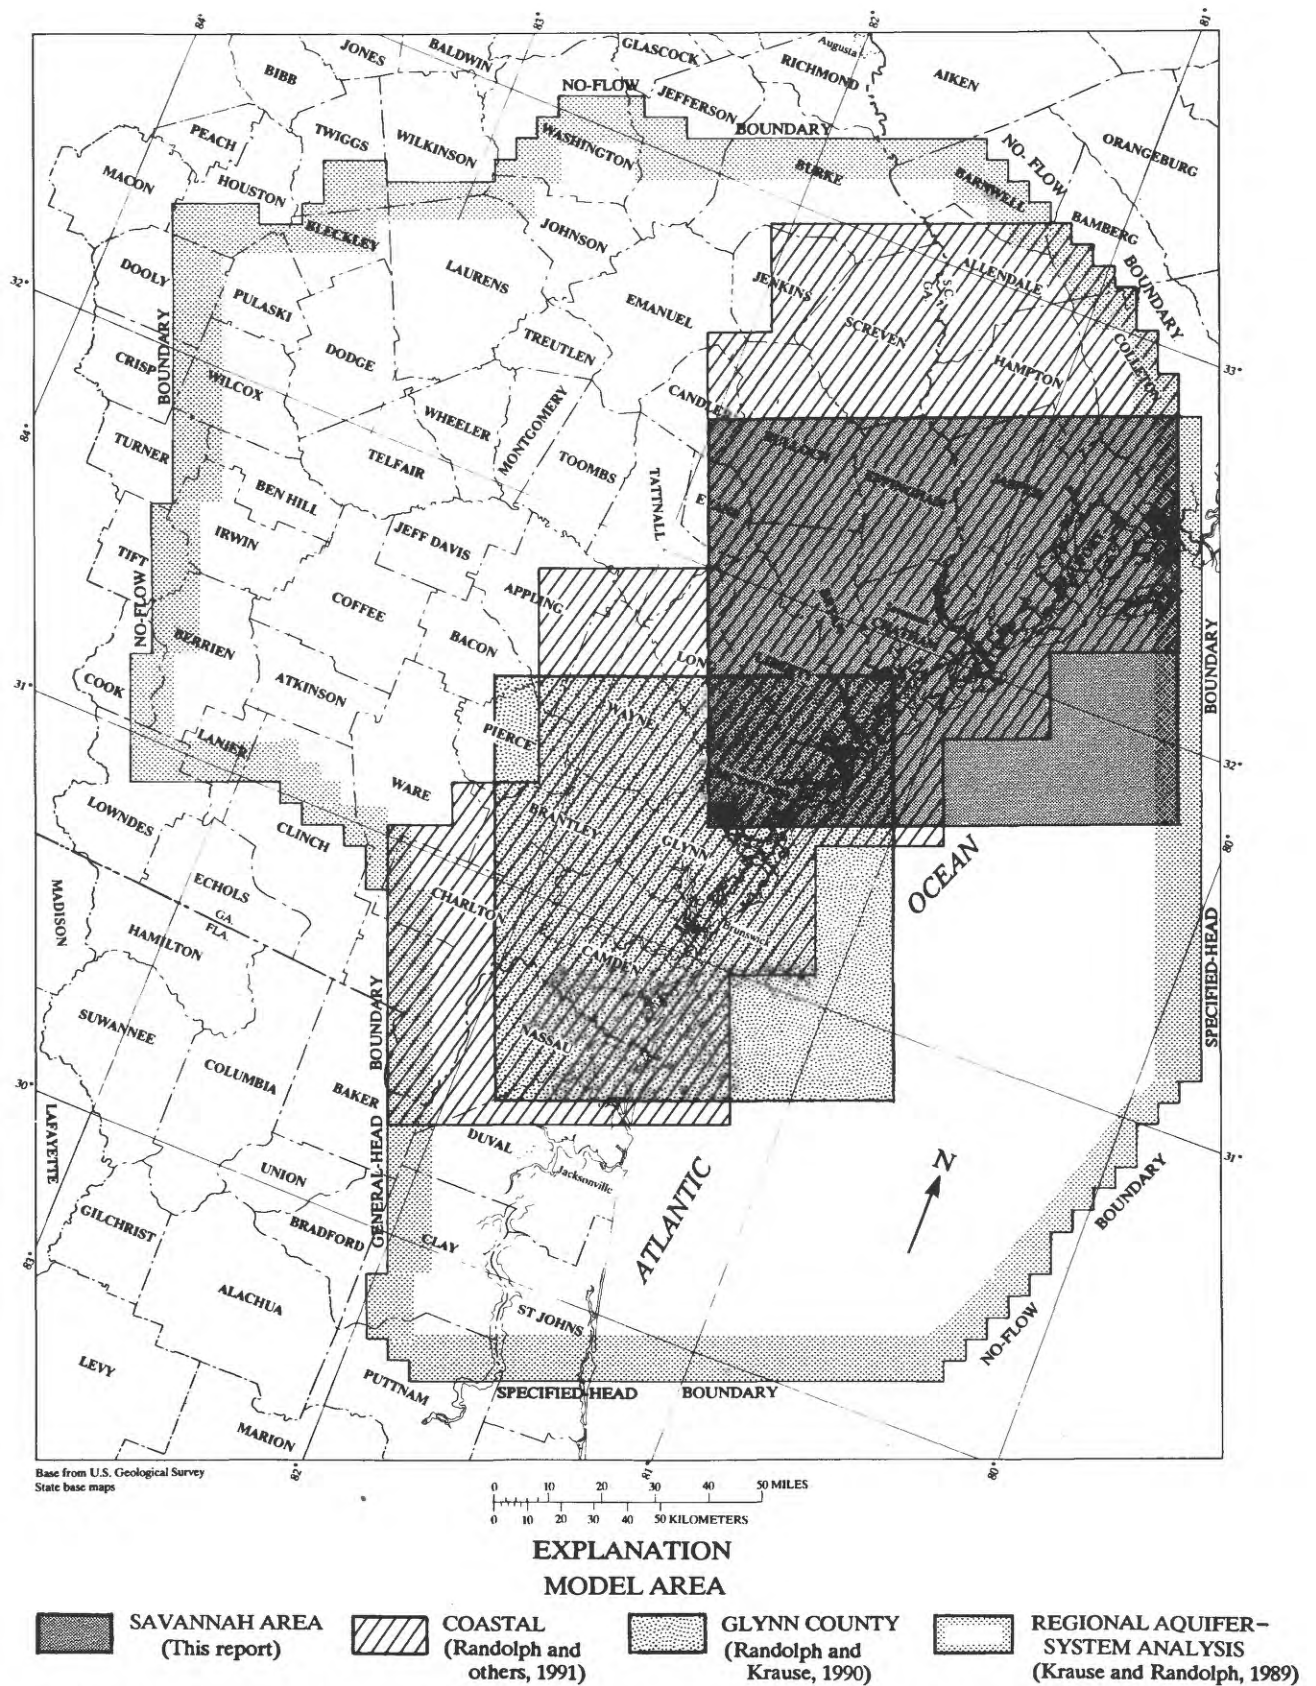 84°
83°
82°
81°
JONES
BALDWIN
GLASCOCK
Augusta
RICHMOND
AIKEN
BIBB
NO-FLOW
JEFFERSON
BOUNDARY
ORANGEBURG
PEACH
TWIGGS
WILKINSON
WASHINGTON
NO-FLOW
MACON
HOUSTON
BURKE
BARNWELL
BAMBERG
BLECKLEY
JOHNSON
BOUNDARY
DOOLY
LAURENS
JENKINS
ALLENDALE
32°
PULASKI
EMANUEL
S.C.
GA.
SCREVEN
BOUNDARY
DODGE
TREUTLEN
HAMPTON
COLLETON
33°
CRISP
WILCOX
CANDLER
WHEELER
MONTGOMERY
84°
TURNER
TELFAIR
TOOMBS
TATTNALL
BULLOCH
EFFINGHAM
JASPER
BEN HILL
JEFF DAVIS
IRWIN
TIFT
NO-FLOW
COFFEE
APPLING
BERRIEN
BACON
CHATHAM
LONG
LIBERTY
BOUNDARY
COOK
31°
ATKINSON
WAYNE
PIERCE
LANIER
WARE
32°
LOWNDES
CLINCH
BRANTLEY
GLYNN
80°
OCEAN
MADISON
ECHOLS
CHARLTON
GA.
FLA.
HAMILTON
Brunswick
CAMDEN
SPECIFIED-HEAD
BOUNDARY
SUWANNEE
NASSAU
COLUMBIA
BAKER
30°
LAFAYETTE
DUVAL
31°
UNION
Jacksonville
N
GENERAL-HEAD
ATLANTIC
BOUNDARY
GILCHRIST
BRADFORD
CLAY
83°
ALACHUA
ST JOHNS
NO-FLOW
LEVY
PUTTNAM
SPECIFIED-HEAD BOUNDARY
MARION
82°
81°
80°
Base from U.S. Geological Survey
State base maps
0 10 20 30 40 50 MILES
0 10 20 30 40 50 KILOMETERS
EXPLANATION
MODEL AREA
SAVANNAH AREA
(This report)
COASTAL
(Randolph and
others, 1991)
GLYNN COUNTY
(Randolph and
Krause, 1990)
REGIONAL AQUIFER-
SYSTEM ANALYSIS
(Krause and Randolph, 1989)